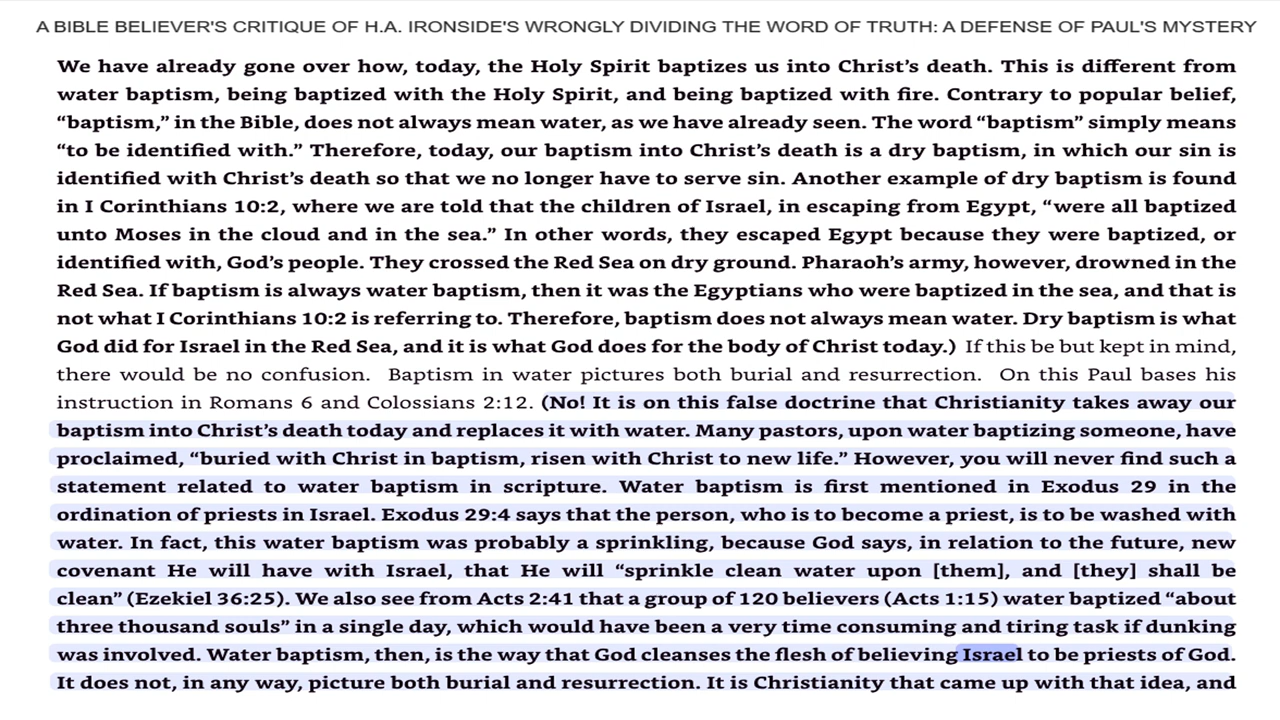 A BIBLE BELIEVER'S CRITIQUE OF H.A. IRONSIDE'S WRONGLY DIVIDING THE WORD OF TRUTH: A DEFENSE OF PAUL'S MYSTERY
We have already gone over how, today, the Holy Spirit baptizes us into Christ’s death. This is different from
water baptism, being baptized with the Holy Spirit, and being baptized with fire. Contrary to popular belief,
“baptism,” in the Bible, does not always mean water, as we have already seen. The word “baptism” simply means
“to be identified with.” Therefore, today, our baptism into Christ’s death is a dry baptism, in which our sin is
identified with Christ’s death so that we no longer have to serve sin. Another example of dry baptism is found
in I Corinthians 10:2, where we are told that the children of Israel, in escaping from Egypt, “were all baptized
unto Moses in the cloud and in the sea.” In other words, they escaped Egypt because they were baptized, or
identified with, God’s people. They crossed the Red Sea on dry ground. Pharaoh’s army, however, drowned in the
Red Sea. If baptism is always water baptism, then it was the Egyptians who were baptized in the sea, and that is
not what I Corinthians 10:2 is referring to. Therefore, baptism does not always mean water. Dry baptism is what
God did for Israel in the Red Sea, and it is what God does for the body of Christ today.) If this be but kept in mind,
there would be no confusion. Baptism in water pictures both burial and resurrection. On this Paul bases his
instruction in Romans 6 and Colossians 2:12. (No! It is on this false doctrine that Christianity takes away our
baptism into Christ’s death today and replaces it with water. Many pastors, upon water baptizing someone, have
proclaimed, “buried with Christ in baptism, risen with Christ to new life.” However, you will never find such a
statement related to water baptism in scripture. Water baptism is first mentioned in Exodus 29 in the
ordination of priests in Israel. Exodus 29:4 says that the person, who is to become a priest, is to be washed with
water. In fact, this water baptism was probably a sprinkling, because God says, in relation to the future, new
covenant He will have with Israel, that He will “sprinkle clean water upon [them], and [they] shall be
clean” (Ezekiel 36:25). We also see from Acts 2:41 that a group of 120 believers (Acts 1:15) water baptized “about
three thousand souls” in a single day, which would have been a very time consuming and tiring task if dunking
was involved. Water baptism, then, is the way that God cleanses the flesh of believing Israel to be priests of God.
It does not, in any way, picture both burial and resurrection. It is Christianity that came up with that idea, and